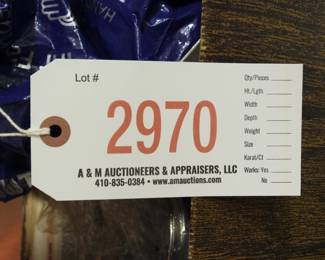 Lot #
2970
A & M AUCTIONEERS & APPRAISERS, LLC
410-835-0384 • www.amauctions.com
Qty/Pieces
Ht./Lgth
Width
Depth
Weight
Size
Karat/Ct
Works: Yes
No